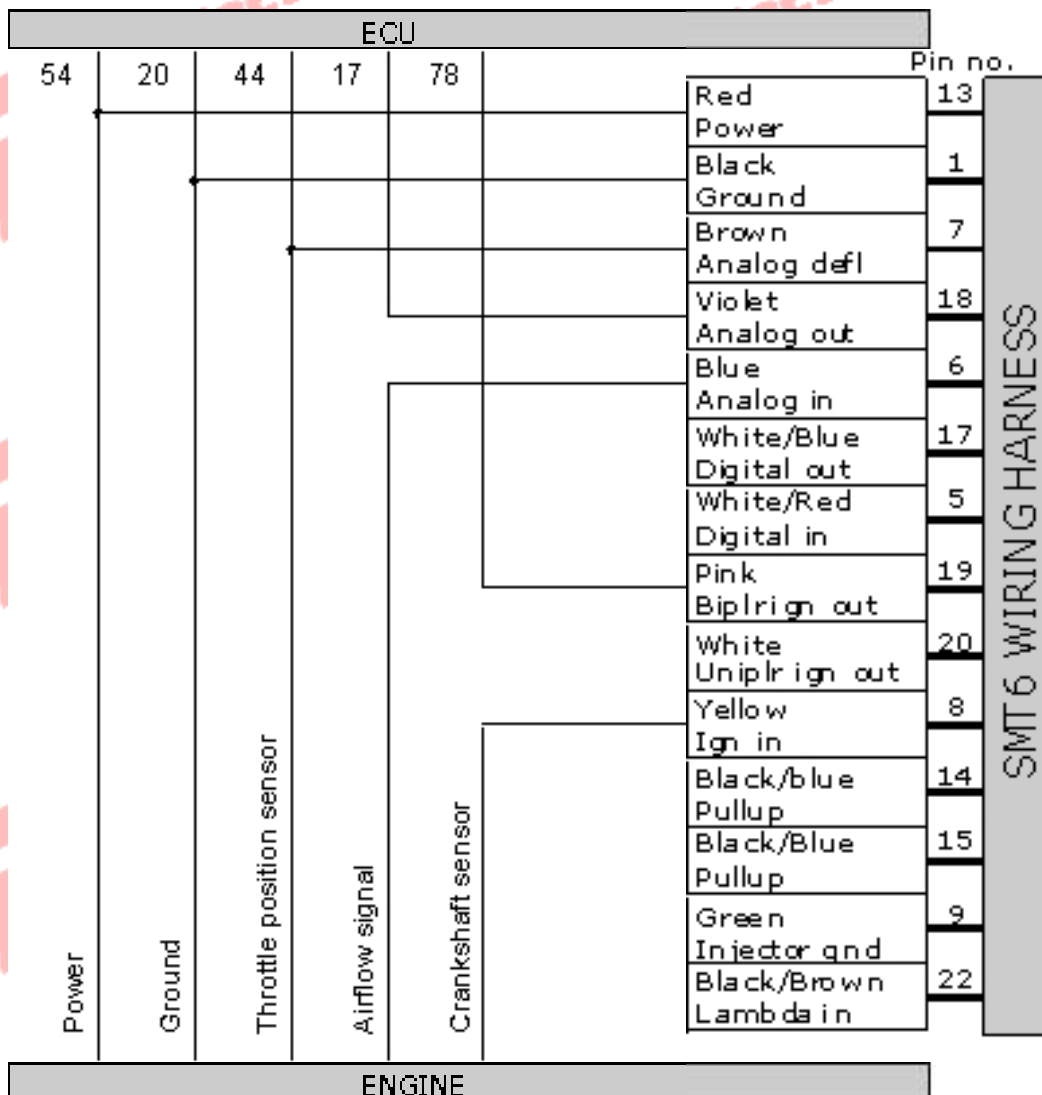 ECU
54 20 44 17 78
Pin no.
Red 13
Power
Black 1
Ground
Brown 7
Analog defl
Violet 18
Analog out
Blue 6
Analog in
White/Blue 17
Digital out
White/Red 5
Digital in
Pink 19
Biplrign out
White 20
Uniplr ign out
Yellow 8
Ign in
Black/blue 14
Pullup
Black/Blue 15
Pullup
Green 9
Injector gnd
Black/Brown 22
Lambda in
SMT6 WIRING HARNESS
Power
Ground
Throttle position sensor
Airflow signal
Crankshaft sensor
ENGINE